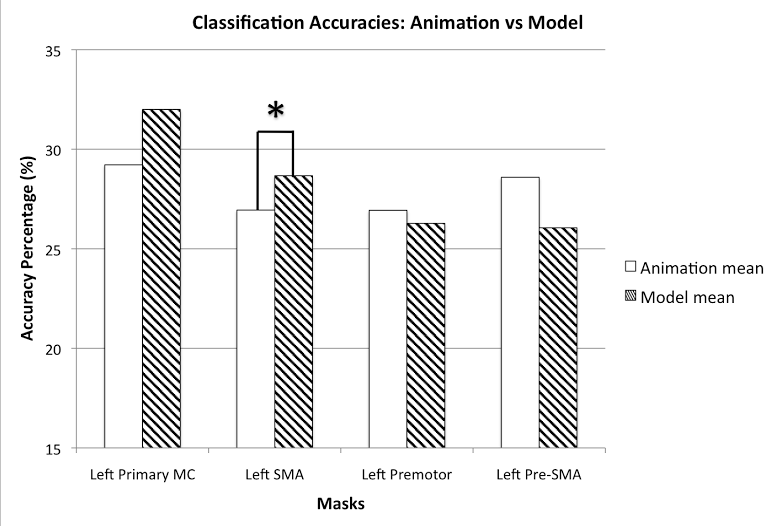 Classification Accuracies: Animation vs Model
Accuracy Percentage (%)
35
30
25
20
15
*
Left Primary MC
Left SMA
Left Premotor
Left Pre-SMA
Masks
Animation mean
Model mean